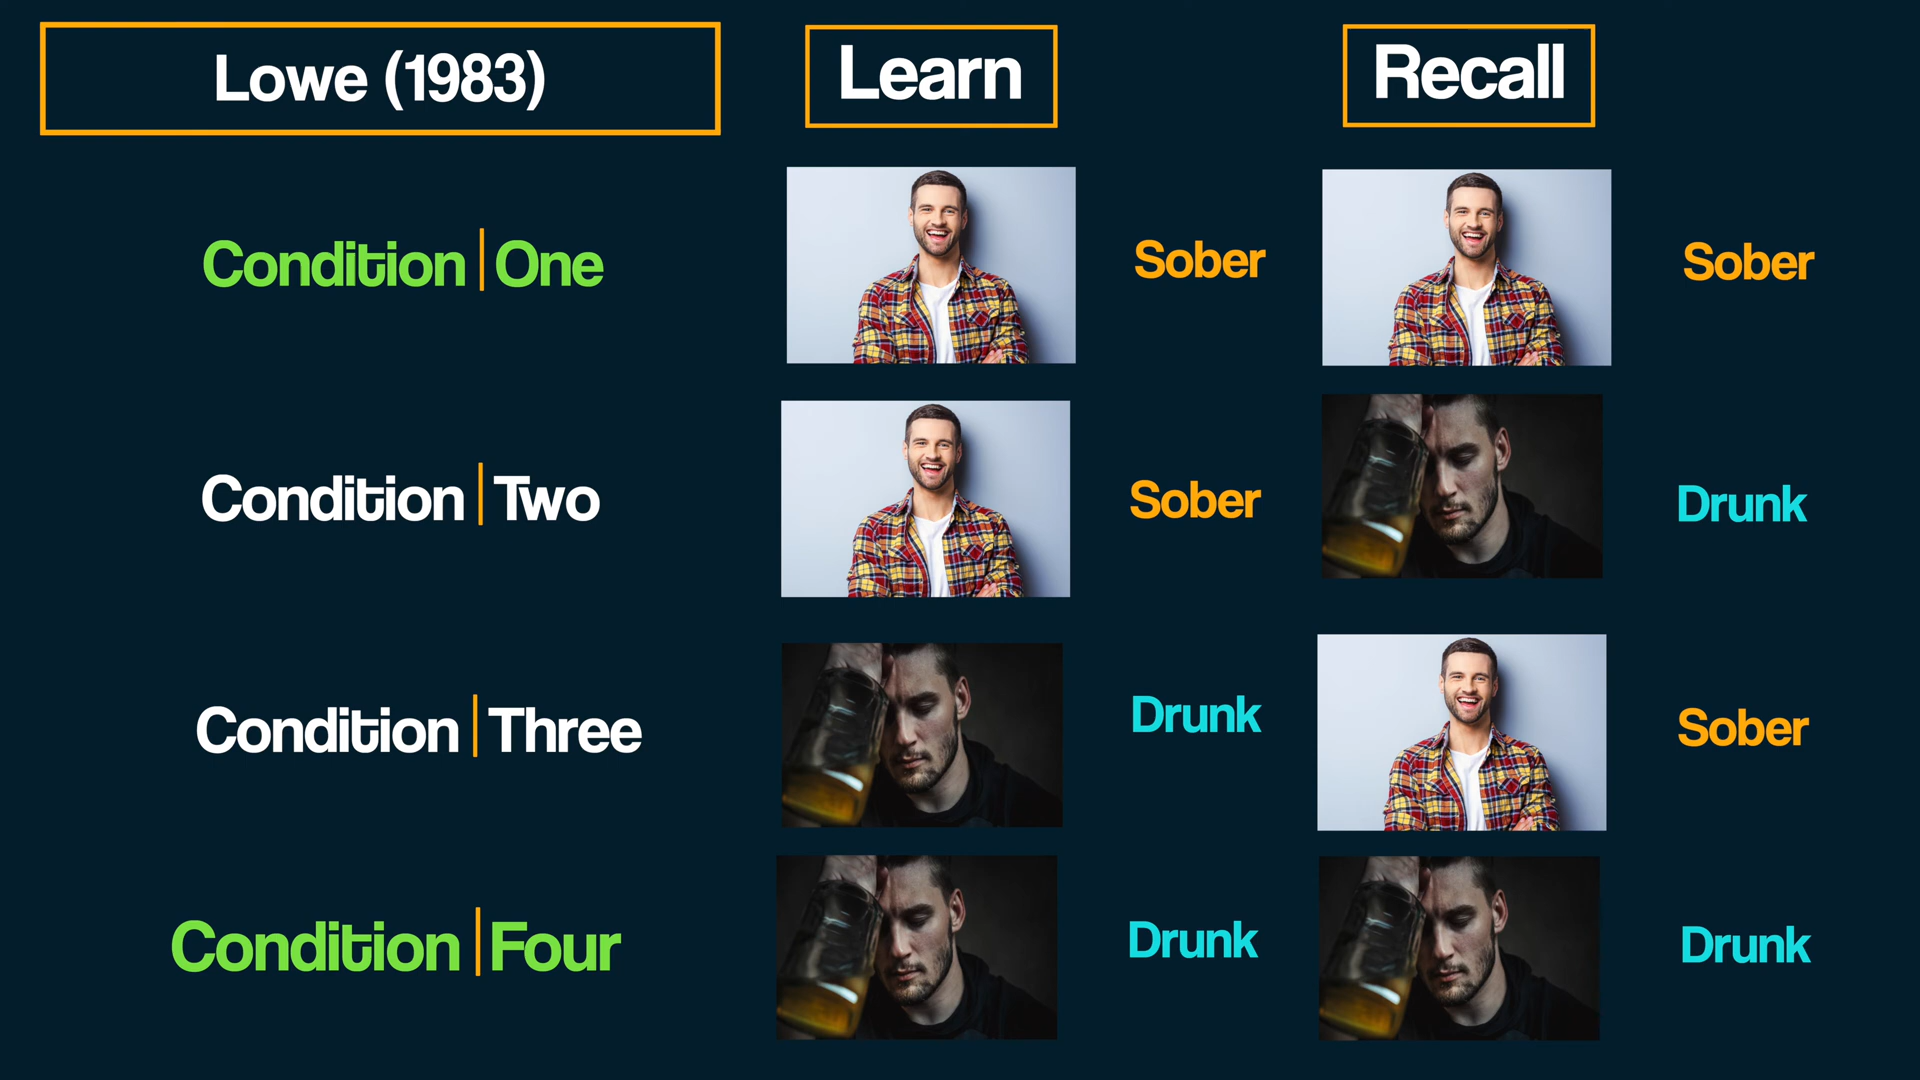 Lowe (1983)
Learn
Recall
Condition | One
Sober
Sober
Condition | Two
Sober
Drunk
Condition | Three
Drunk
Sober
Condition | Four
Drunk
Drunk